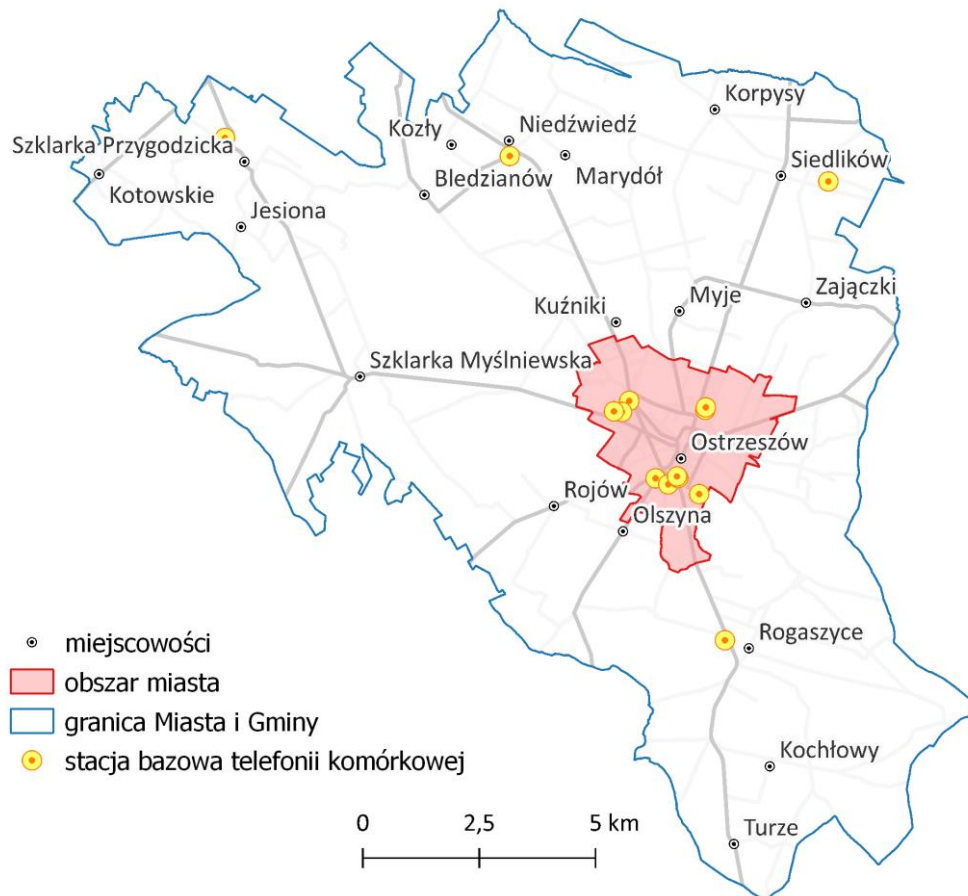 Korpysy
Kozły
Niedźwiedź
Szklarka Przygodzicka
Siedlików
Bledzianów
Marydół
Kotowskie
Jesiona
Zajączki
Myje
Kuźniki
Szklarka Myślniewska
Ostrzeszów
Rojów
Olszyna
Rogaszyce
Kochłowy
Turze
miejscowości
obszar miasta
granica Miasta i Gminy
stacja bazowa telefonii komórkowej
0 2,5 5 km